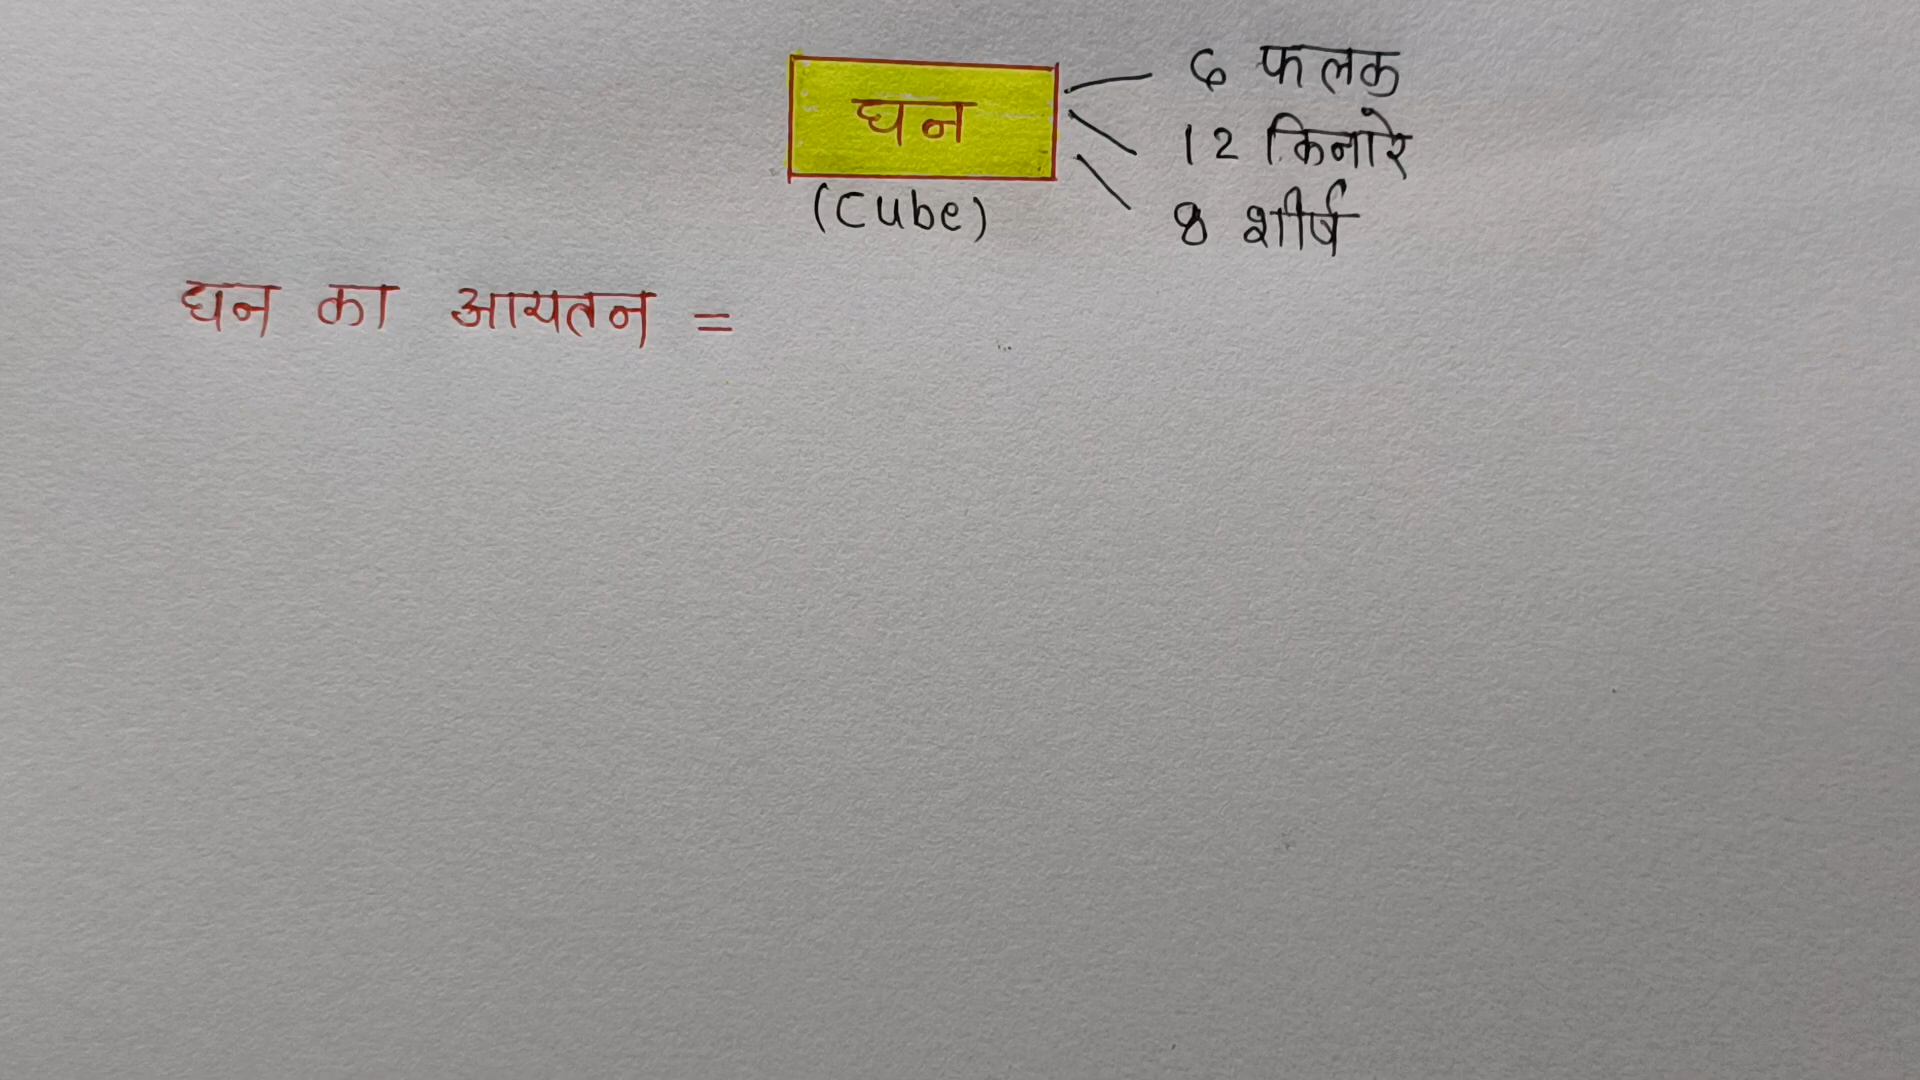 घन
(Cube)
6 फलक
12 किनारे
8 शीर्ष
घन का आयतन =